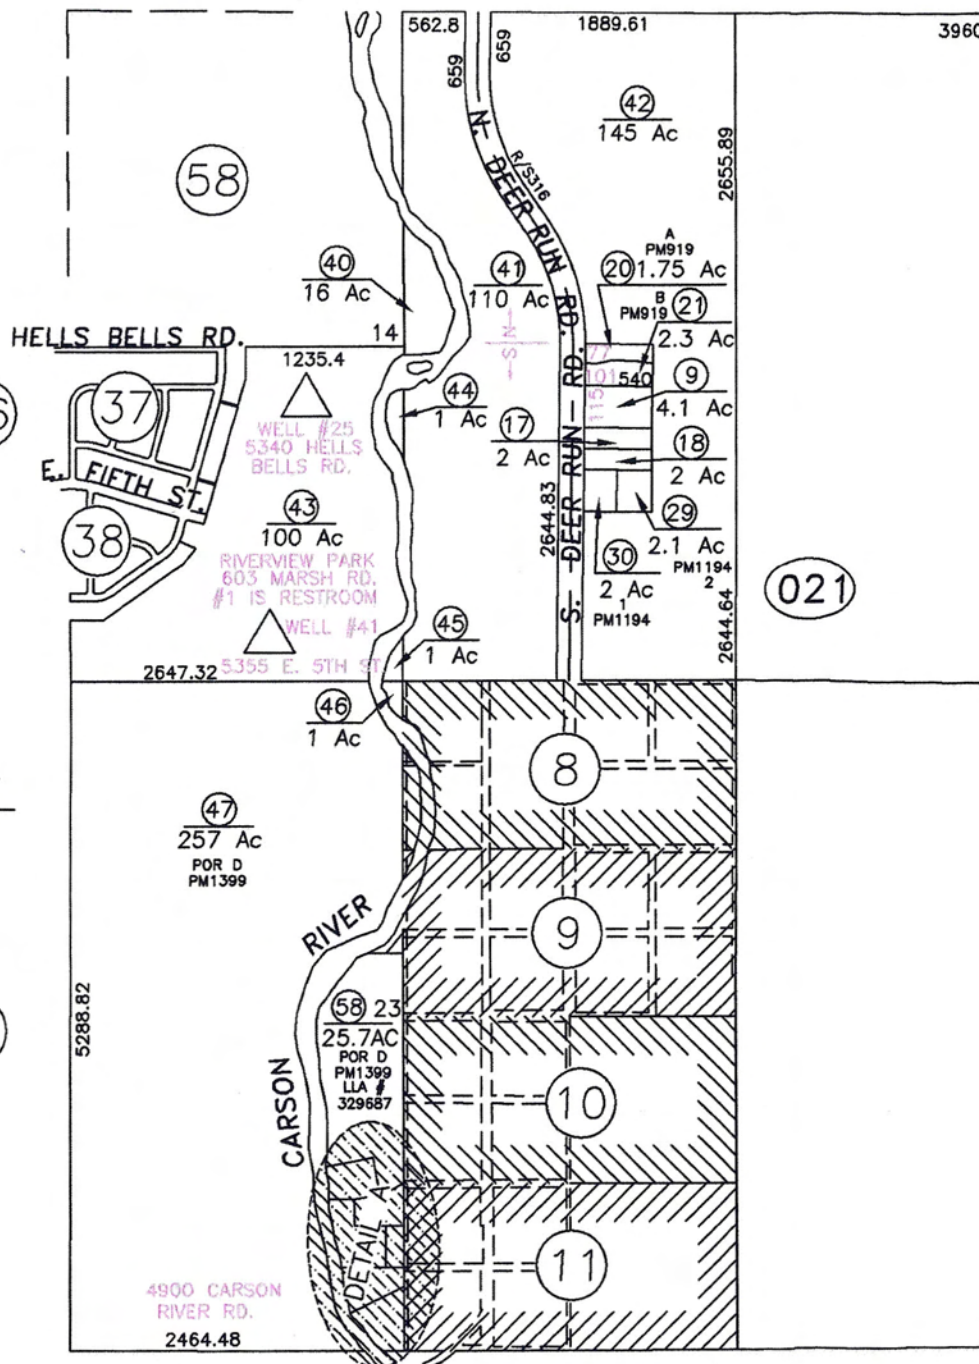 562.8
1889.61
3960
659
659
42
145 Ac
2655.89
N. DEER RUN RD.
R/S316
58
A
PM919
20
1.75 Ac
40
16 Ac
41
110 Ac
B
PM919
21
2.3 Ac
HELLS BELLS RD.
14
1235.4
S N
77
101
540
115
9
4.1 Ac
37
44
1 Ac
WELL #25
5340 HELLS
BELLS RD.
17
2 Ac
18
2 Ac
E. FIFTH ST.
43
100 Ac
2644.83
S. DEER RUN RD.
29
2.1 Ac
PM1194
2
38
RIVERVIEW PARK
603 MARSH RD.
#1 IS RESTROOM
30
2 Ac
1
PM1194
021
WELL #41
5355 E. 5TH ST.
45
1 Ac
2644.64
2647.32
46
1 Ac
8
47
257 Ac
POR D
PM1399
CARSON RIVER
9
5288.82
58
23
25.7AC
POR D
PM1399
LLA #
329687
10
DETAIL A
11
4900 CARSON
RIVER RD.
2464.48